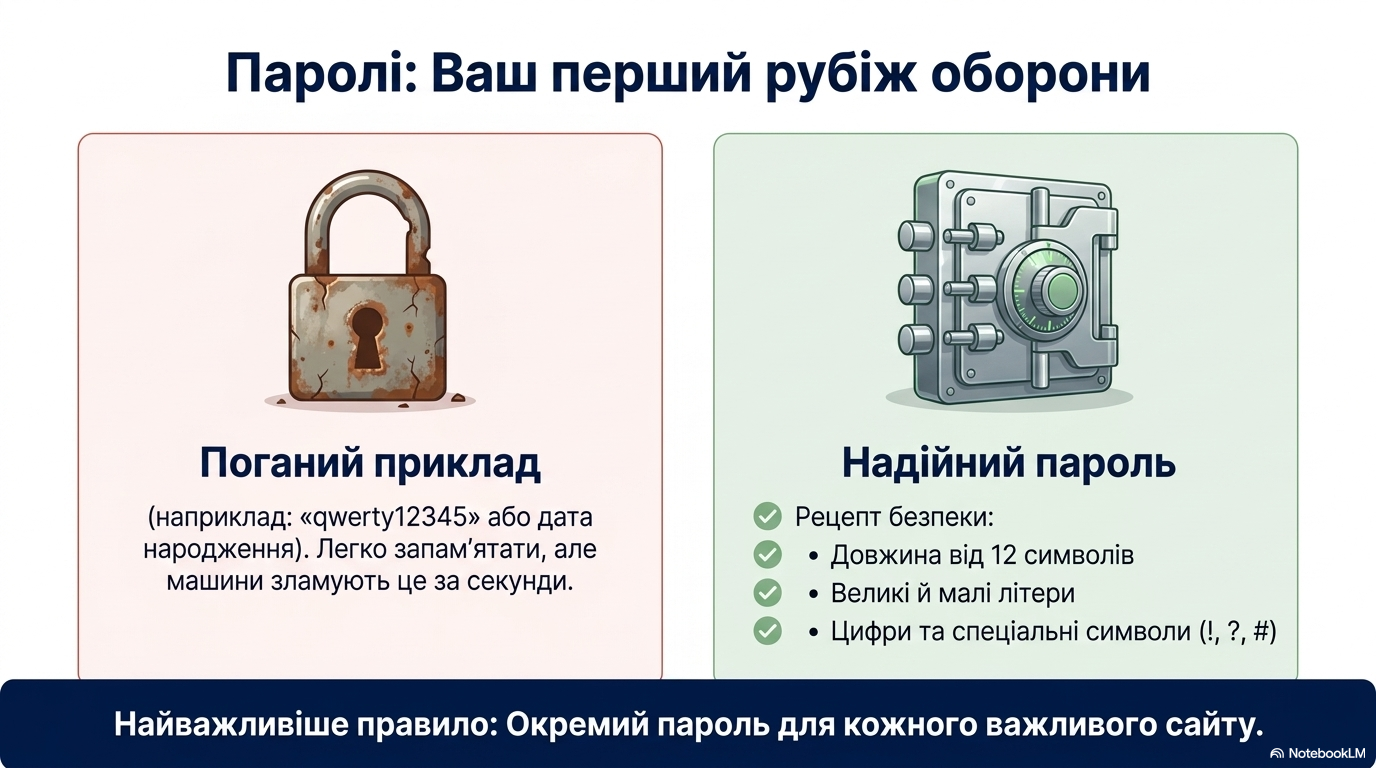 Паролі: Ваш перший рубіж оборони
Поганий приклад
(наприклад: «qwerty12345» або дата
народження). Легко запам’ятати, але
машини зламують це за секунди.
Надійний пароль
Рецепт безпеки:
• Довжина від 12 символів
• Великі й малі літери
• Цифри та спеціальні символи (!, ?, #)
Найважливіше правило: Окремий пароль для кожного важливого сайту.
NotebookLM